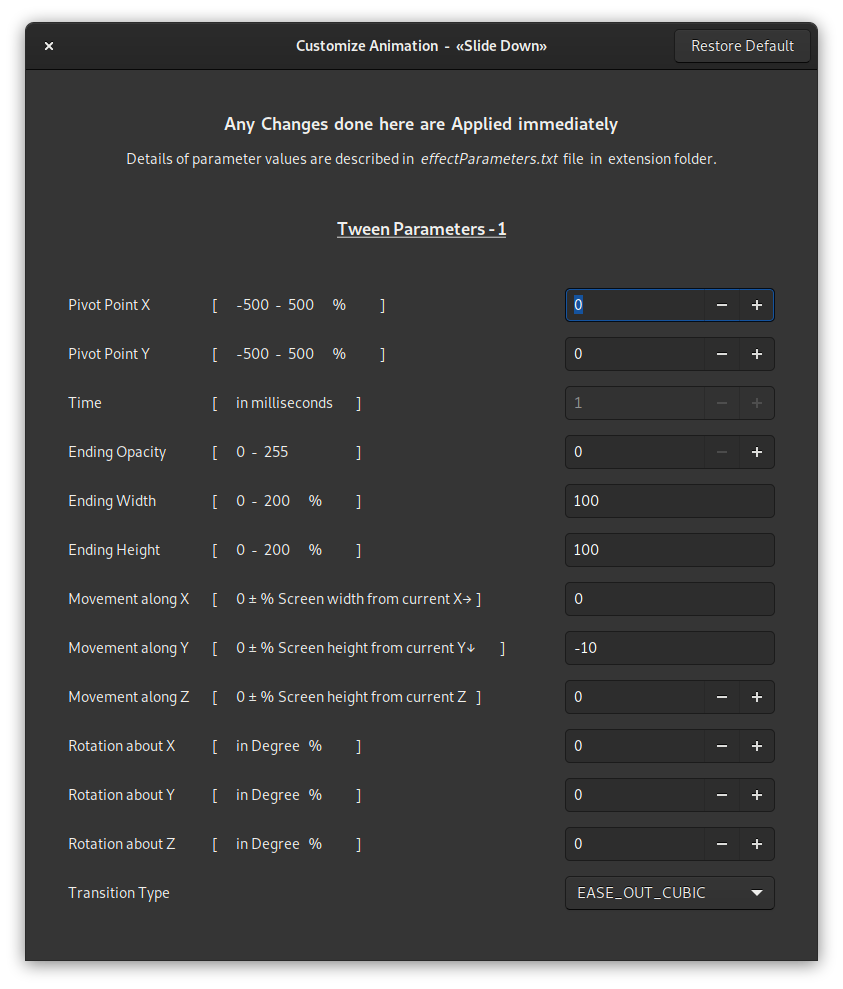 × Customize Animation - «Slide Down» Restore Default
Any Changes done here are Applied immediately
Details of parameter values are described in effectParameters.txt file in extension folder.
Tween Parameters - 1
Pivot Point X [ -500 - 500 % ] 0 − +
Pivot Point Y [ -500 - 500 % ] 0 − +
Time [ in milliseconds ] 1 − +
Ending Opacity [ 0 - 255 ] 0 − +
Ending Width [ 0 - 200 % ] 100
Ending Height [ 0 - 200 % ] 100
Movement along X [ 0 ± % Screen width from current X→ ] 0
Movement along Y [ 0 ± % Screen height from current Y↓ ] -10
Movement along Z [ 0 ± % Screen height from current Z ] 0 − +
Rotation about X [ in Degree % ] 0 − +
Rotation about Y [ in Degree % ] 0 − +
Rotation about Z [ in Degree % ] 0 − +
Transition Type EASE_OUT_CUBIC